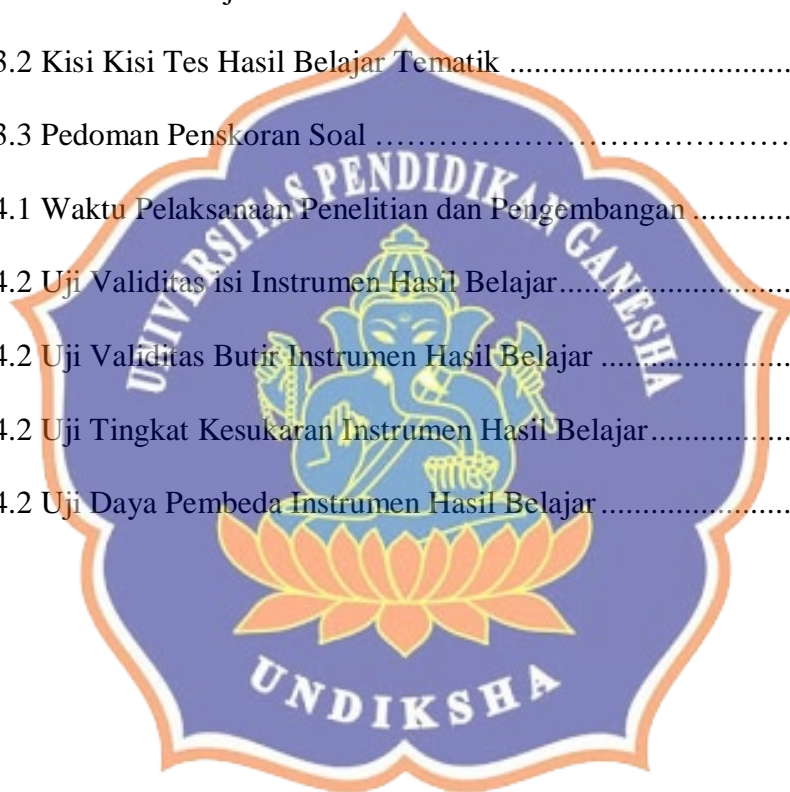 3.2 Kisi Kisi Tes Hasil Belajar Tematik ..................................
3.3 Pedoman Penskoran Soal ………………………………….
4.1 Waktu Pelaksanaan Penelitian dan Pengembangan ............
4.2 Uji Validitas isi Instrumen Hasil Belajar............................
4.2 Uji Validitas Butir Instrumen Hasil Belajar .......................
4.2 Uji Tingkat Kesukaran Instrumen Hasil Belajar.................
4.2 Uji Daya Pembeda Instrumen Hasil Belajar.......................
UNIVERSITAS PENDIDIKAN GANESHA
UNDIKSHA